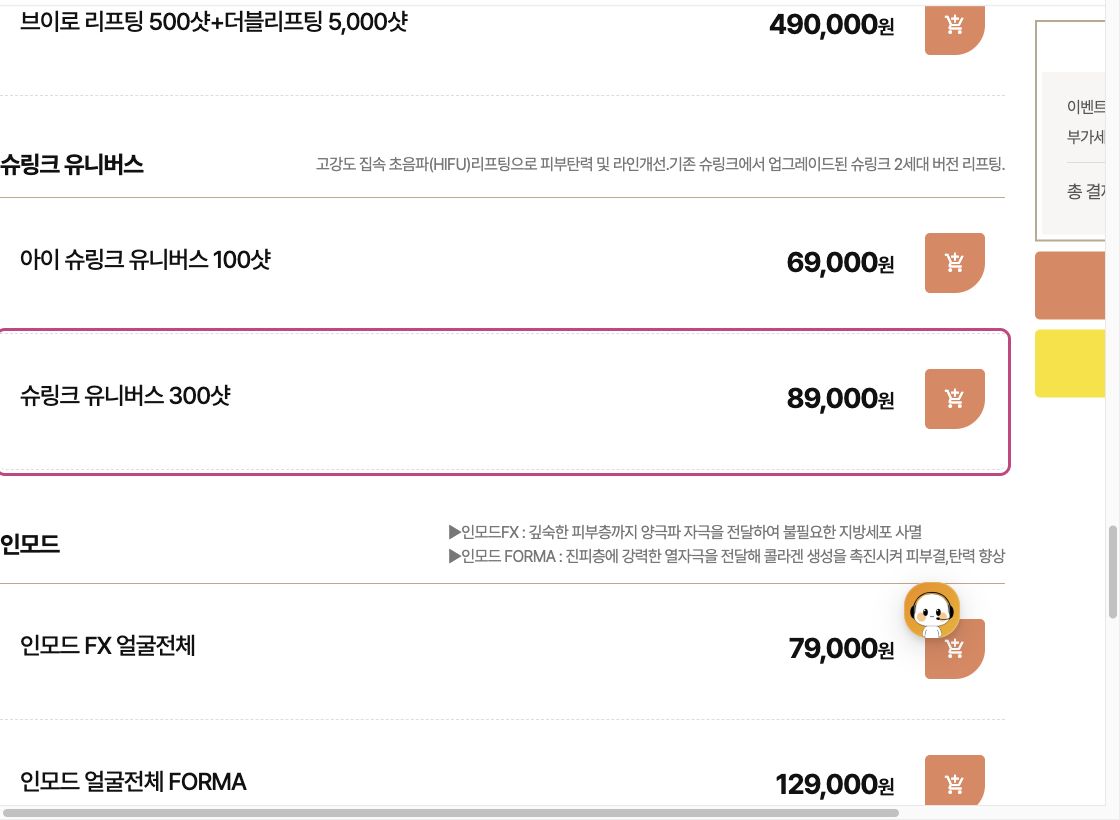 브이로 리프팅 500샷+더블리프팅 5,000샷
490,000원
이벤트
부가세
총 결제
슈링크 유니버스
고강도 집속 초음파(HIFU)리프팅으로 피부탄력 및 라인개선.기존 슈링크에서 업그레이드된 슈링크 2세대 버전 리프팅.
아이 슈링크 유니버스 100샷
69,000원
슈링크 유니버스 300샷
89,000원
인모드
▶인모드FX : 깊숙한 피부층까지 양극파 자극을 전달하여 불필요한 지방세포 사멸
▶인모드 FORMA : 진피층에 강력한 열자극을 전달해 콜라겐 생성을 촉진시켜 피부결,탄력 향상
인모드 FX 얼굴전체
79,000원
인모드 얼굴전체 FORMA
129,000원